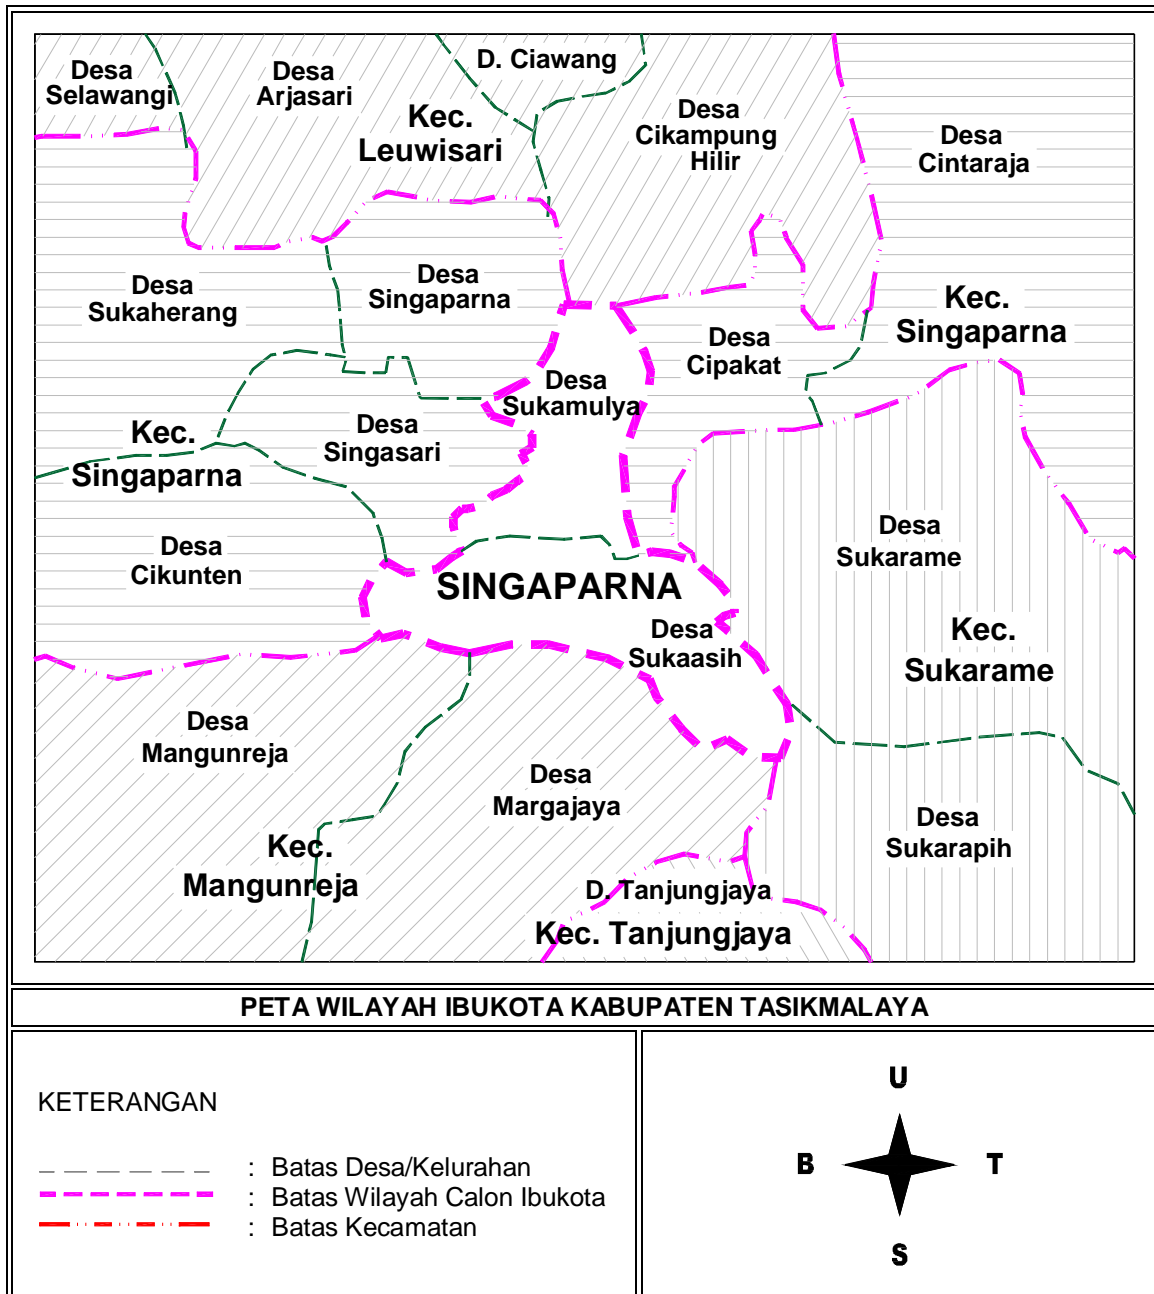 Desa
Selawangi
Desa
Arjasari
D. Ciawang
Kec.
Leuwisari
Desa
Cikampung
Hilir
Desa
Cintaraja
Desa
Sukaherang
Desa
Singaparna
Kec.
Singaparna
Desa
Cipakat
Desa
Sukamulya
Desa
Singasari
Kec.
Singaparna
Desa
Cikunten
Desa
Sukarame
SINGAPARNA
Desa
Sukaasih
Kec.
Sukarame
Desa
Mangunreja
Desa
Margajaya
Desa
Sukarapih
Kec.
Mangunreja
D. Tanjungjaya
Kec. Tanjungjaya
PETA WILAYAH IBUKOTA KABUPATEN TASIKMALAYA
KETERANGAN
: Batas Desa/Kelurahan
: Batas Wilayah Calon Ibukota
: Batas Kecamatan
U
B
T
S